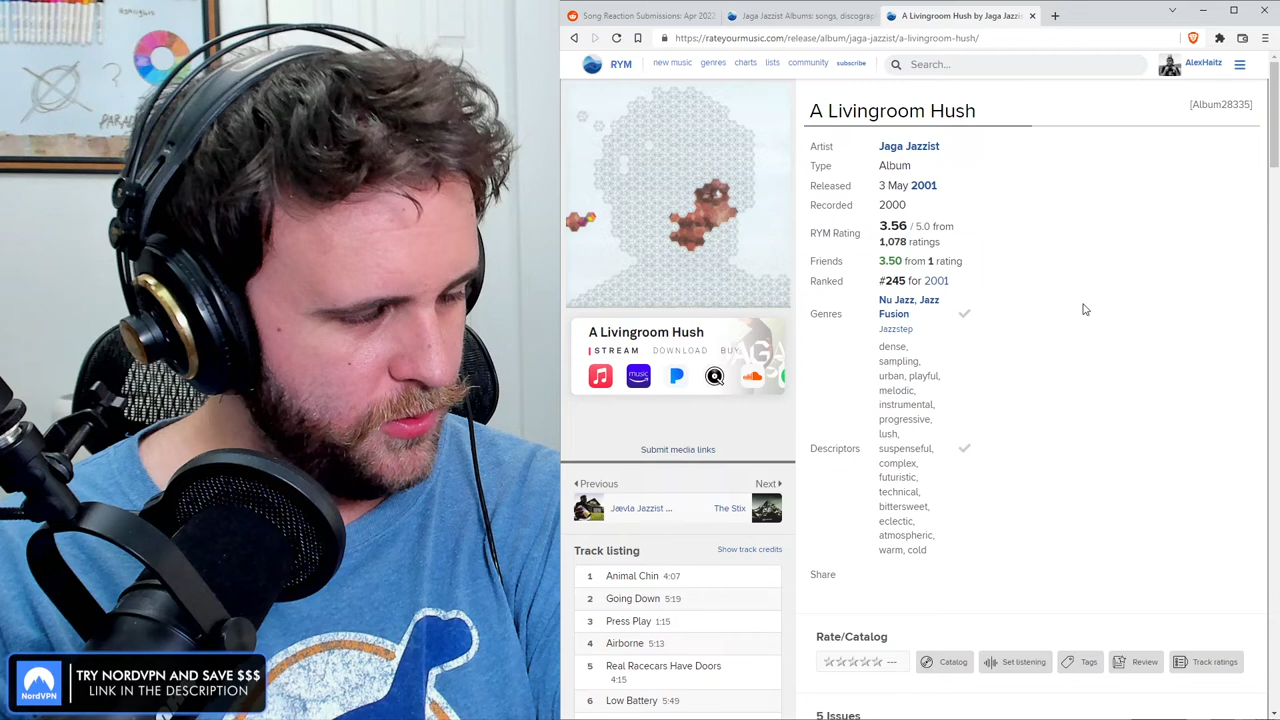 Song Reaction Submissions: Apr 202
Jaga Jazzist Albums: songs, discograp
A Livingroom Hush by Jaga Jazzis
https://rateyourmusic.com/release/album/jaga-jazzist/a-livingroom-hush/
RYM
new music
genres
charts
lists
community
subscribe
Search...
AlexHaitz
A Livingroom Hush
[Album28335]
Artist
Jaga Jazzist
Type
Album
Released
3 May 2001
Recorded
2000
RYM Rating
3.56 / 5.0 from
1,078 ratings
Friends
3.50 from 1 rating
Ranked
#245 for 2001
Genres
Nu Jazz, Jazz
Fusion
Jazzstep
Descriptors
dense,
sampling,
urban, playful,
melodic,
instrumental,
progressive,
lush,
suspenseful,
complex,
futuristic,
technical,
bittersweet,
eclectic,
atmospheric,
warm, cold
Share
A Livingroom Hush
STREAM
DOWNLOAD
BUY
music
Submit media links
Previous
Next
Jævla Jazzist ...
The Stix
Track listing
Show track credits
1 Animal Chin 4:07
2 Going Down 5:19
3 Press Play 1:15
4 Airborne 5:13
5 Real Racecars Have Doors
4:15
6 Low Battery 5:49
Rate/Catalog
---
Catalog
Set listening
Tags
Review
Track ratings
5 Issues
NordVPN
TRY NORDVPN AND SAVE $$$
LINK IN THE DESCRIPTION